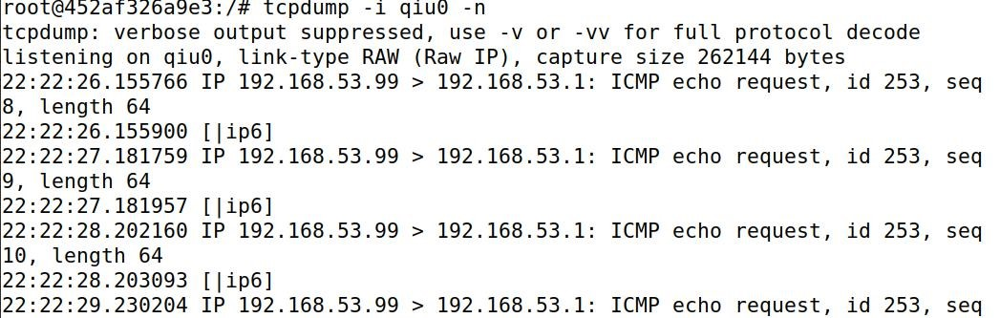 root@452af326a9e3:/# tcpdump -i qiu0 -n
tcpdump: verbose output suppressed, use -v or -vv for full protocol decode
listening on qiu0, link-type RAW (Raw IP), capture size 262144 bytes
22:22:26.155766 IP 192.168.53.99 > 192.168.53.1: ICMP echo request, id 253, seq
8, length 64
22:22:26.155900 [|ip6]
22:22:27.181759 IP 192.168.53.99 > 192.168.53.1: ICMP echo request, id 253, seq
9, length 64
22:22:27.181957 [|ip6]
22:22:28.202160 IP 192.168.53.99 > 192.168.53.1: ICMP echo request, id 253, seq
10, length 64
22:22:28.203093 [|ip6]
22:22:29.230204 IP 192.168.53.99 > 192.168.53.1: ICMP echo request, id 253, seq